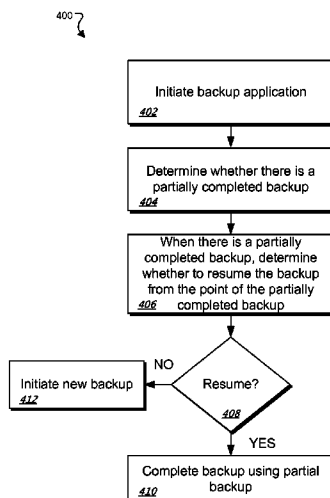 400
Initiate backup application
402
Determine whether there is a
partially completed backup
404
When there is a partially
completed backup, determine
whether to resume the backup
from the point of the partially
406 completed backup
NO
Initiate new backup
412
Resume?
408
YES
Complete backup using partial
410 backup